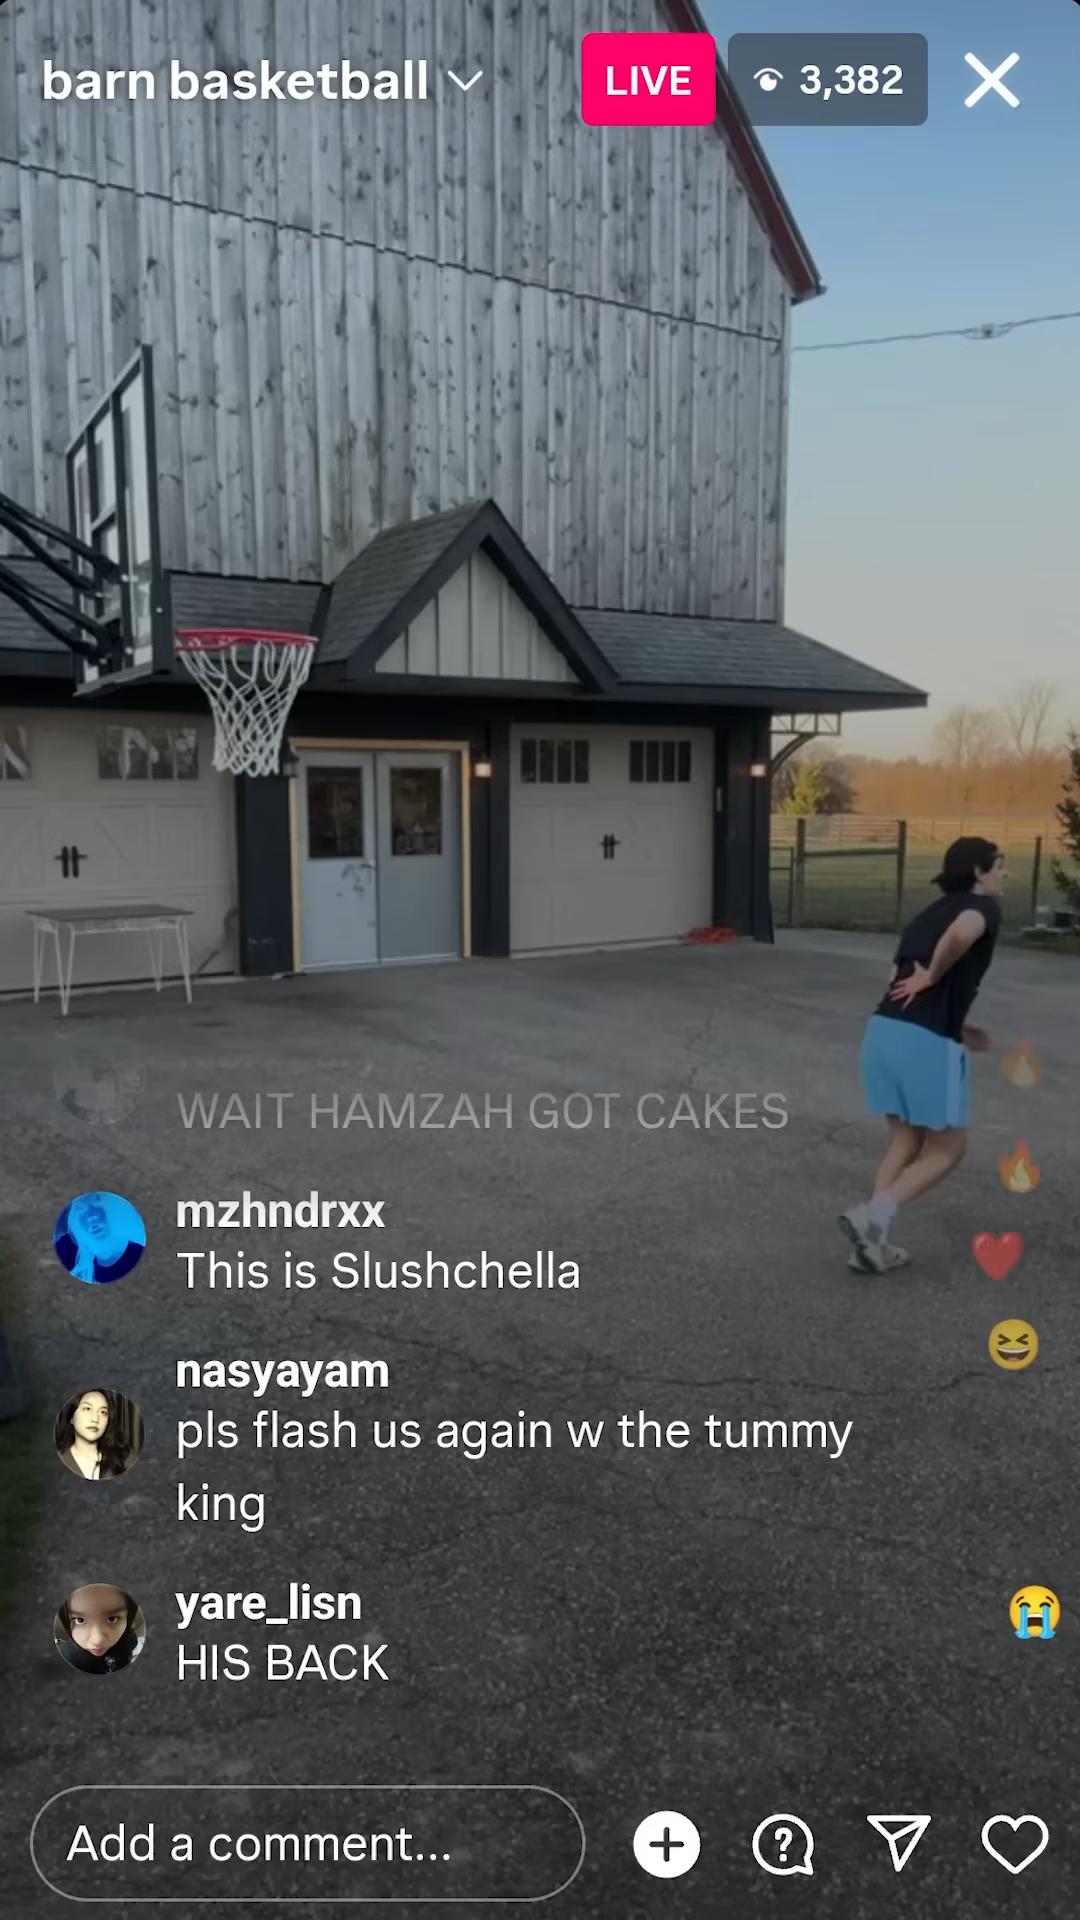 barn basketball
LIVE
3,382
WAIT HAMZAH GOT CAKES
mzhndrxx
This is Slushchella
nasyayam
pls flash us again w the tummy
king
yare_lisn
HIS BACK
Add a comment...